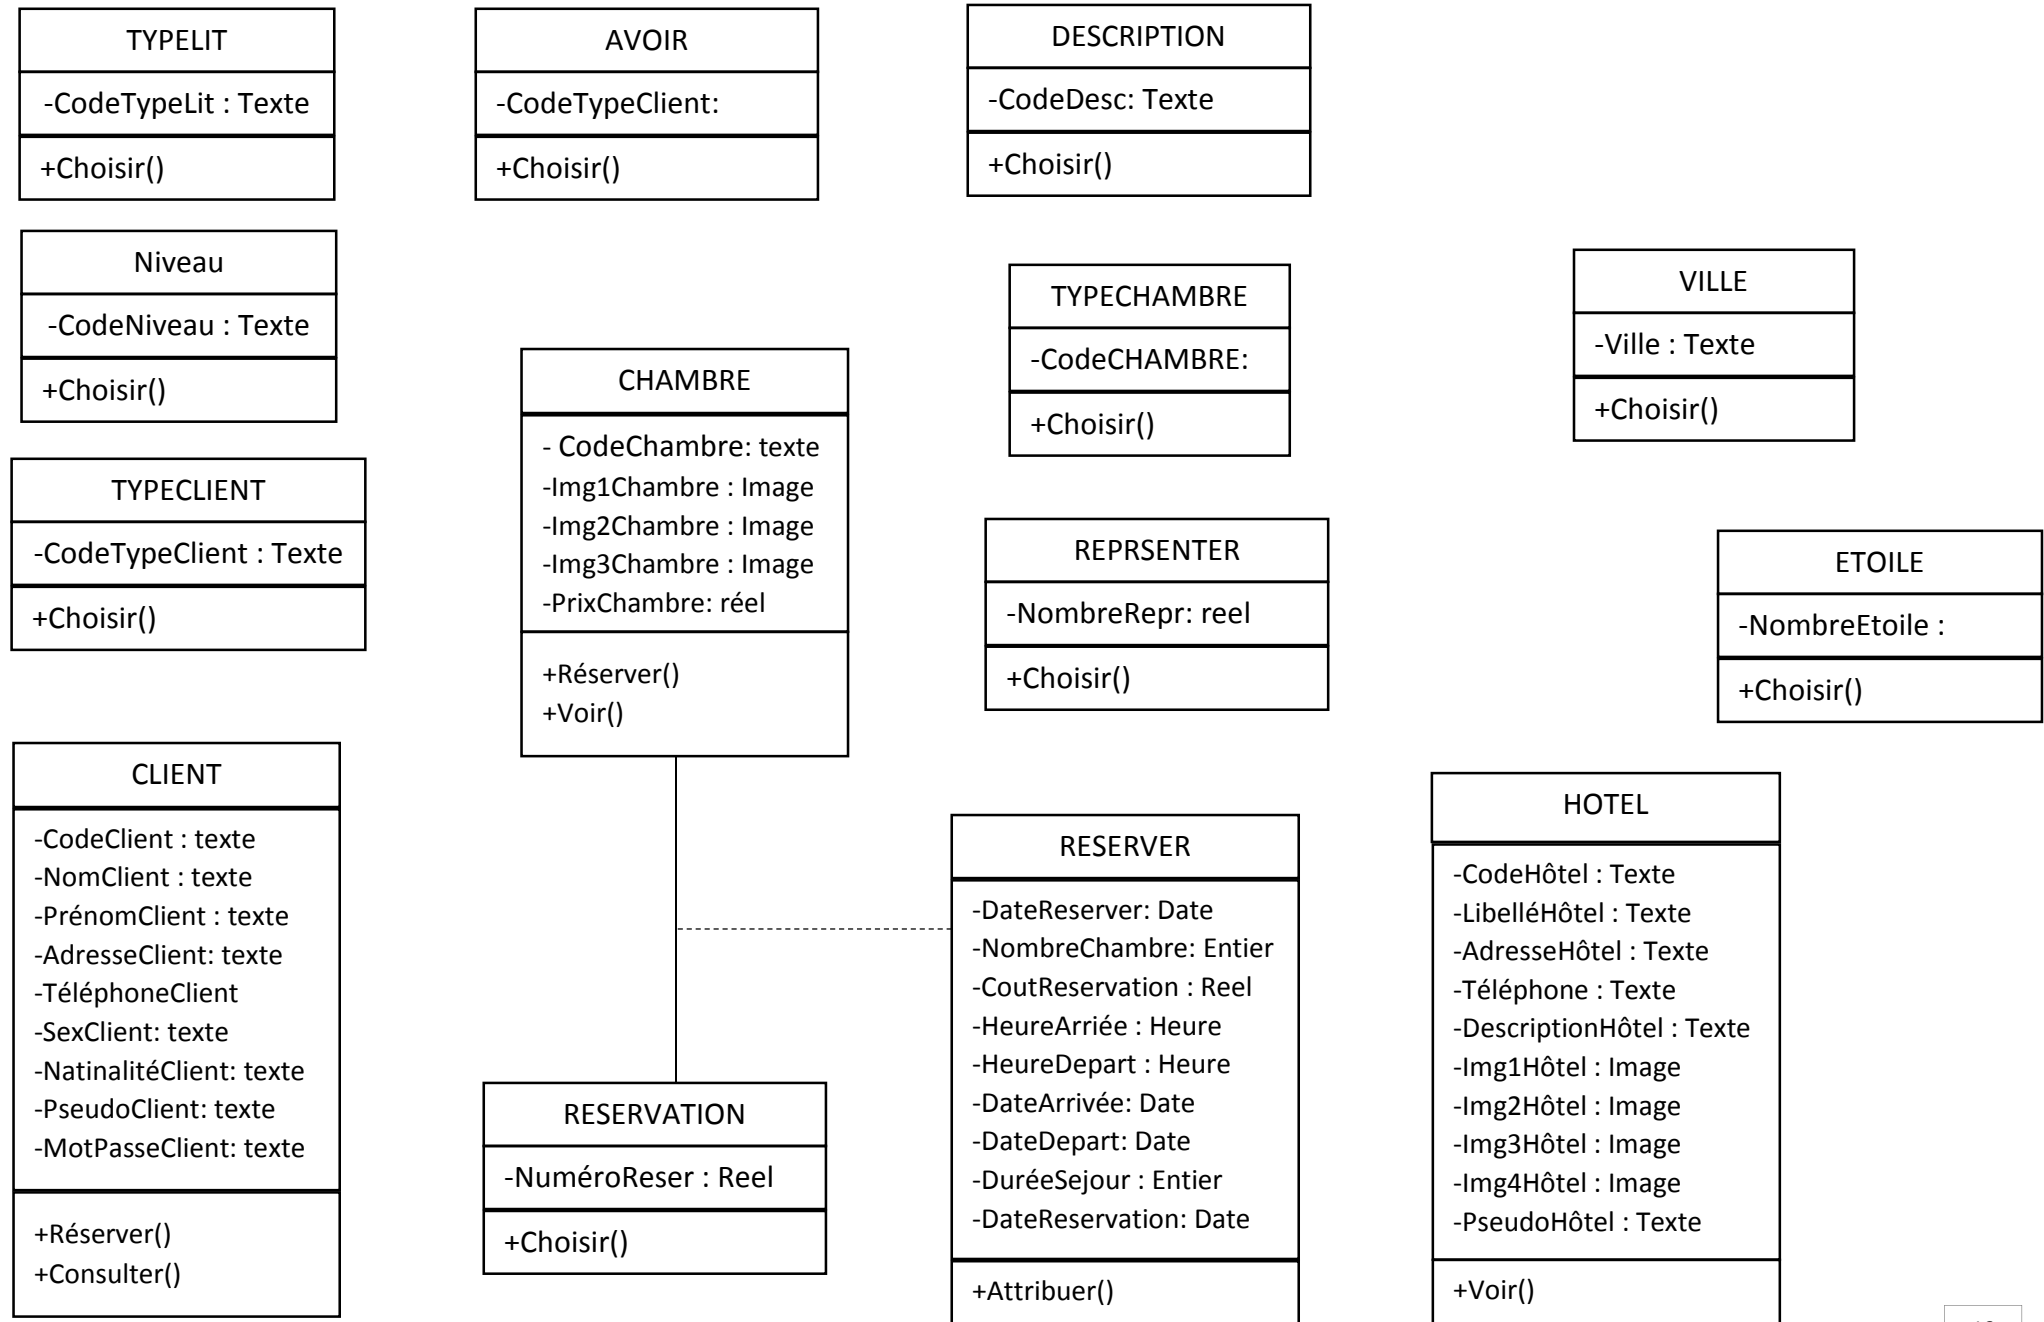 TYPELIT
-CodeTypeLit : Texte
+Choisir()
AVOIR
-CodeTypeClient:
+Choisir()
DESCRIPTION
-CodeDesc: Texte
+Choisir()
Niveau
-CodeNiveau : Texte
+Choisir()
TYPECHAMBRE
-CodeCHAMBRE:
+Choisir()
VILLE
-Ville : Texte
+Choisir()
CHAMBRE
- CodeChambre: texte
-Img1Chambre : Image
-Img2Chambre : Image
-Img3Chambre : Image
-PrixChambre: réel
+Réserver()
+Voir()
TYPECLIENT
-CodeTypeClient : Texte
+Choisir()
REPRSENTER
-NombreRepr: reel
+Choisir()
ETOILE
-NombreEtoile :
+Choisir()
CLIENT
-CodeClient : texte
-NomClient : texte
-PrénomClient : texte
-AdresseClient: texte
-TéléphoneClient
-SexClient: texte
-NatinalitéClient: texte
-PseudoClient: texte
-MotPasseClient: texte
+Réserver()
+Consulter()
RESERVATION
-NuméroReser : Reel
+Choisir()
RESERVER
-DateReserver: Date
-NombreChambre: Entier
-CoutReservation : Reel
-HeureArriée : Heure
-HeureDepart : Heure
-DateArrivée: Date
-DateDepart: Date
-DuréeSejour : Entier
-DateReservation: Date
+Attribuer()
HOTEL
-CodeHôtel : Texte
-LibelléHôtel : Texte
-AdresseHôtel : Texte
-Téléphone : Texte
-DescriptionHôtel : Texte
-Img1Hôtel : Image
-Img2Hôtel : Image
-Img3Hôtel : Image
-Img4Hôtel : Image
-PseudoHôtel : Texte
+Voir()